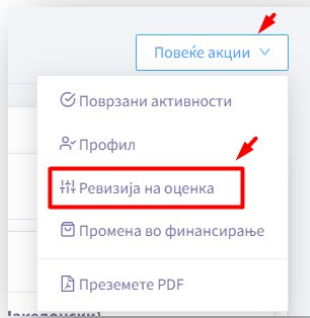 Повеќе акции
Поврзани активности
Профил
Ревизија на оценка
Промена во финансирање
Преземете PDF